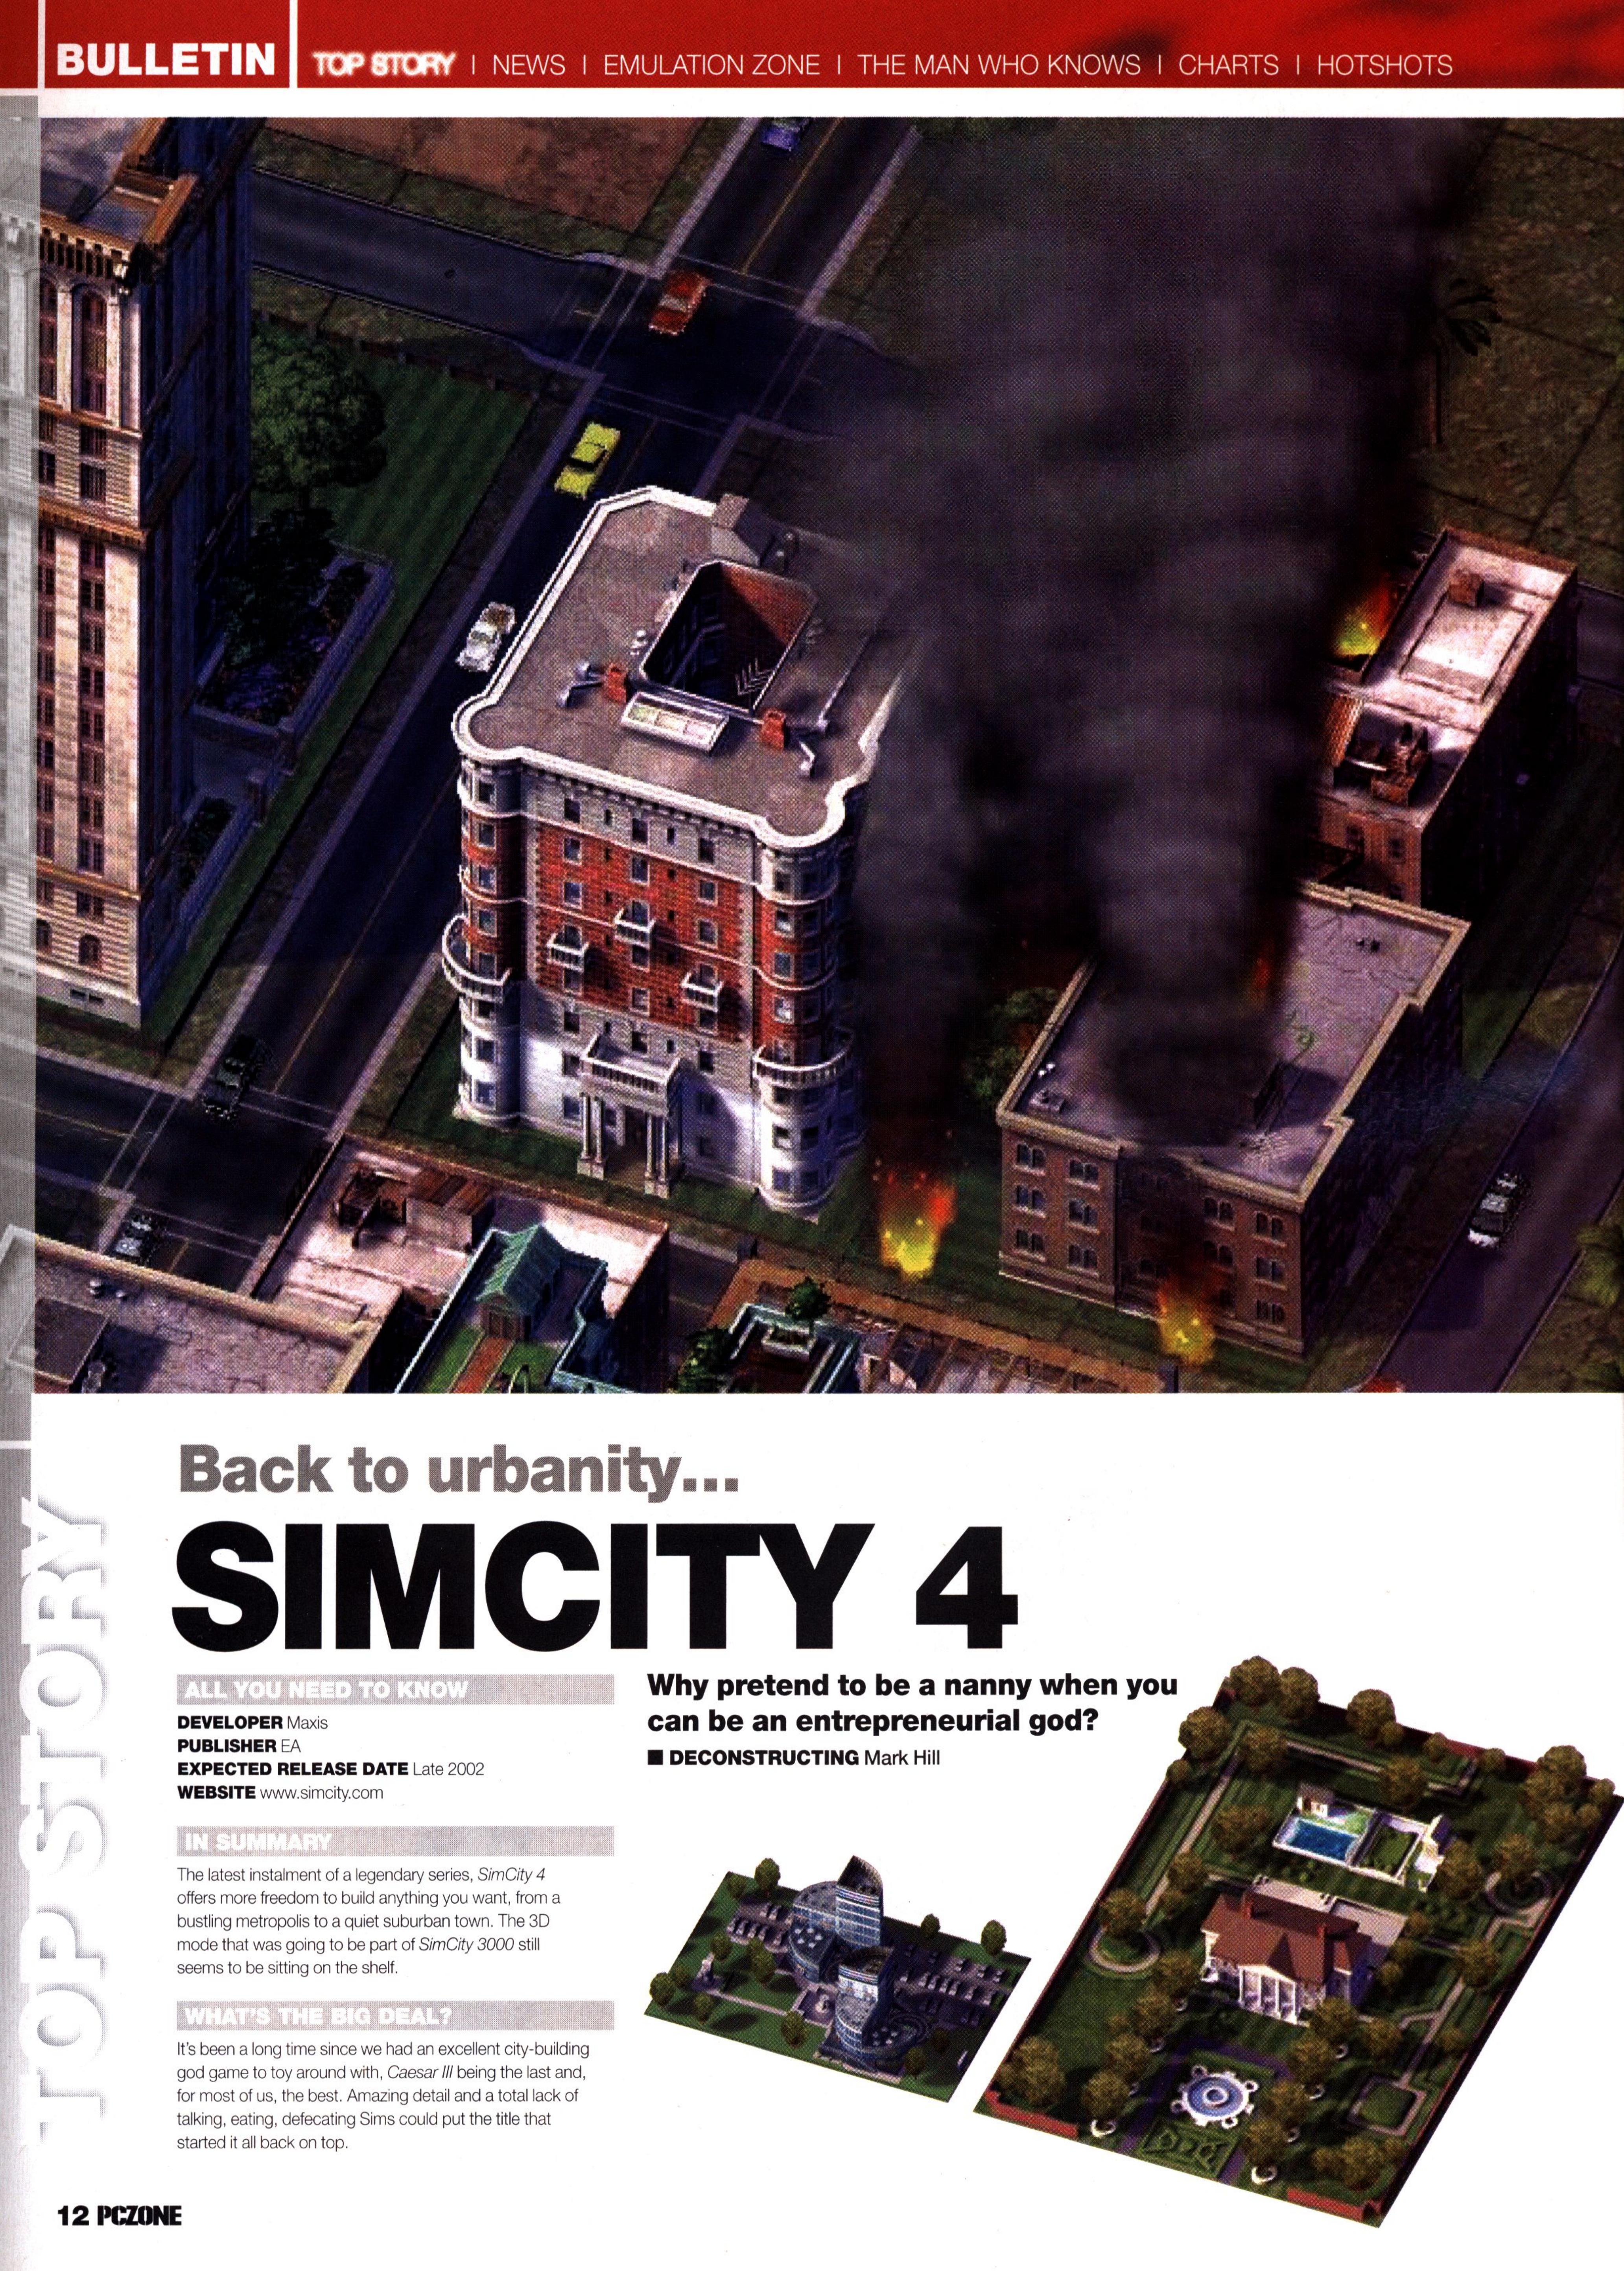 BULLETIN
TOP STORY | NEWS | EMULATION ZONE | THE MAN WHO KNOWS | CHARTS | HOTSHOTS
TOP STORY
Back to urbanity...
SIMCITY 4
ALL YOU NEED TO KNOW
DEVELOPER Maxis
PUBLISHER EA
EXPECTED RELEASE DATE Late 2002
WEBSITE www.simcity.com
IN SUMMARY
The latest instalment of a legendary series, SimCity 4
offers more freedom to build anything you want, from a
bustling metropolis to a quiet suburban town. The 3D
mode that was going to be part of SimCity 3000 still
seems to be sitting on the shelf.
WHAT'S THE BIG DEAL?
It's been a long time since we had an excellent city-building
god game to toy around with, Caesar III being the last and,
for most of us, the best. Amazing detail and a total lack of
talking, eating, defecating Sims could put the title that
started it all back on top.
Why pretend to be a nanny when you
can be an entrepreneurial god?
■ DECONSTRUCTING Mark Hill
12 PCZONE